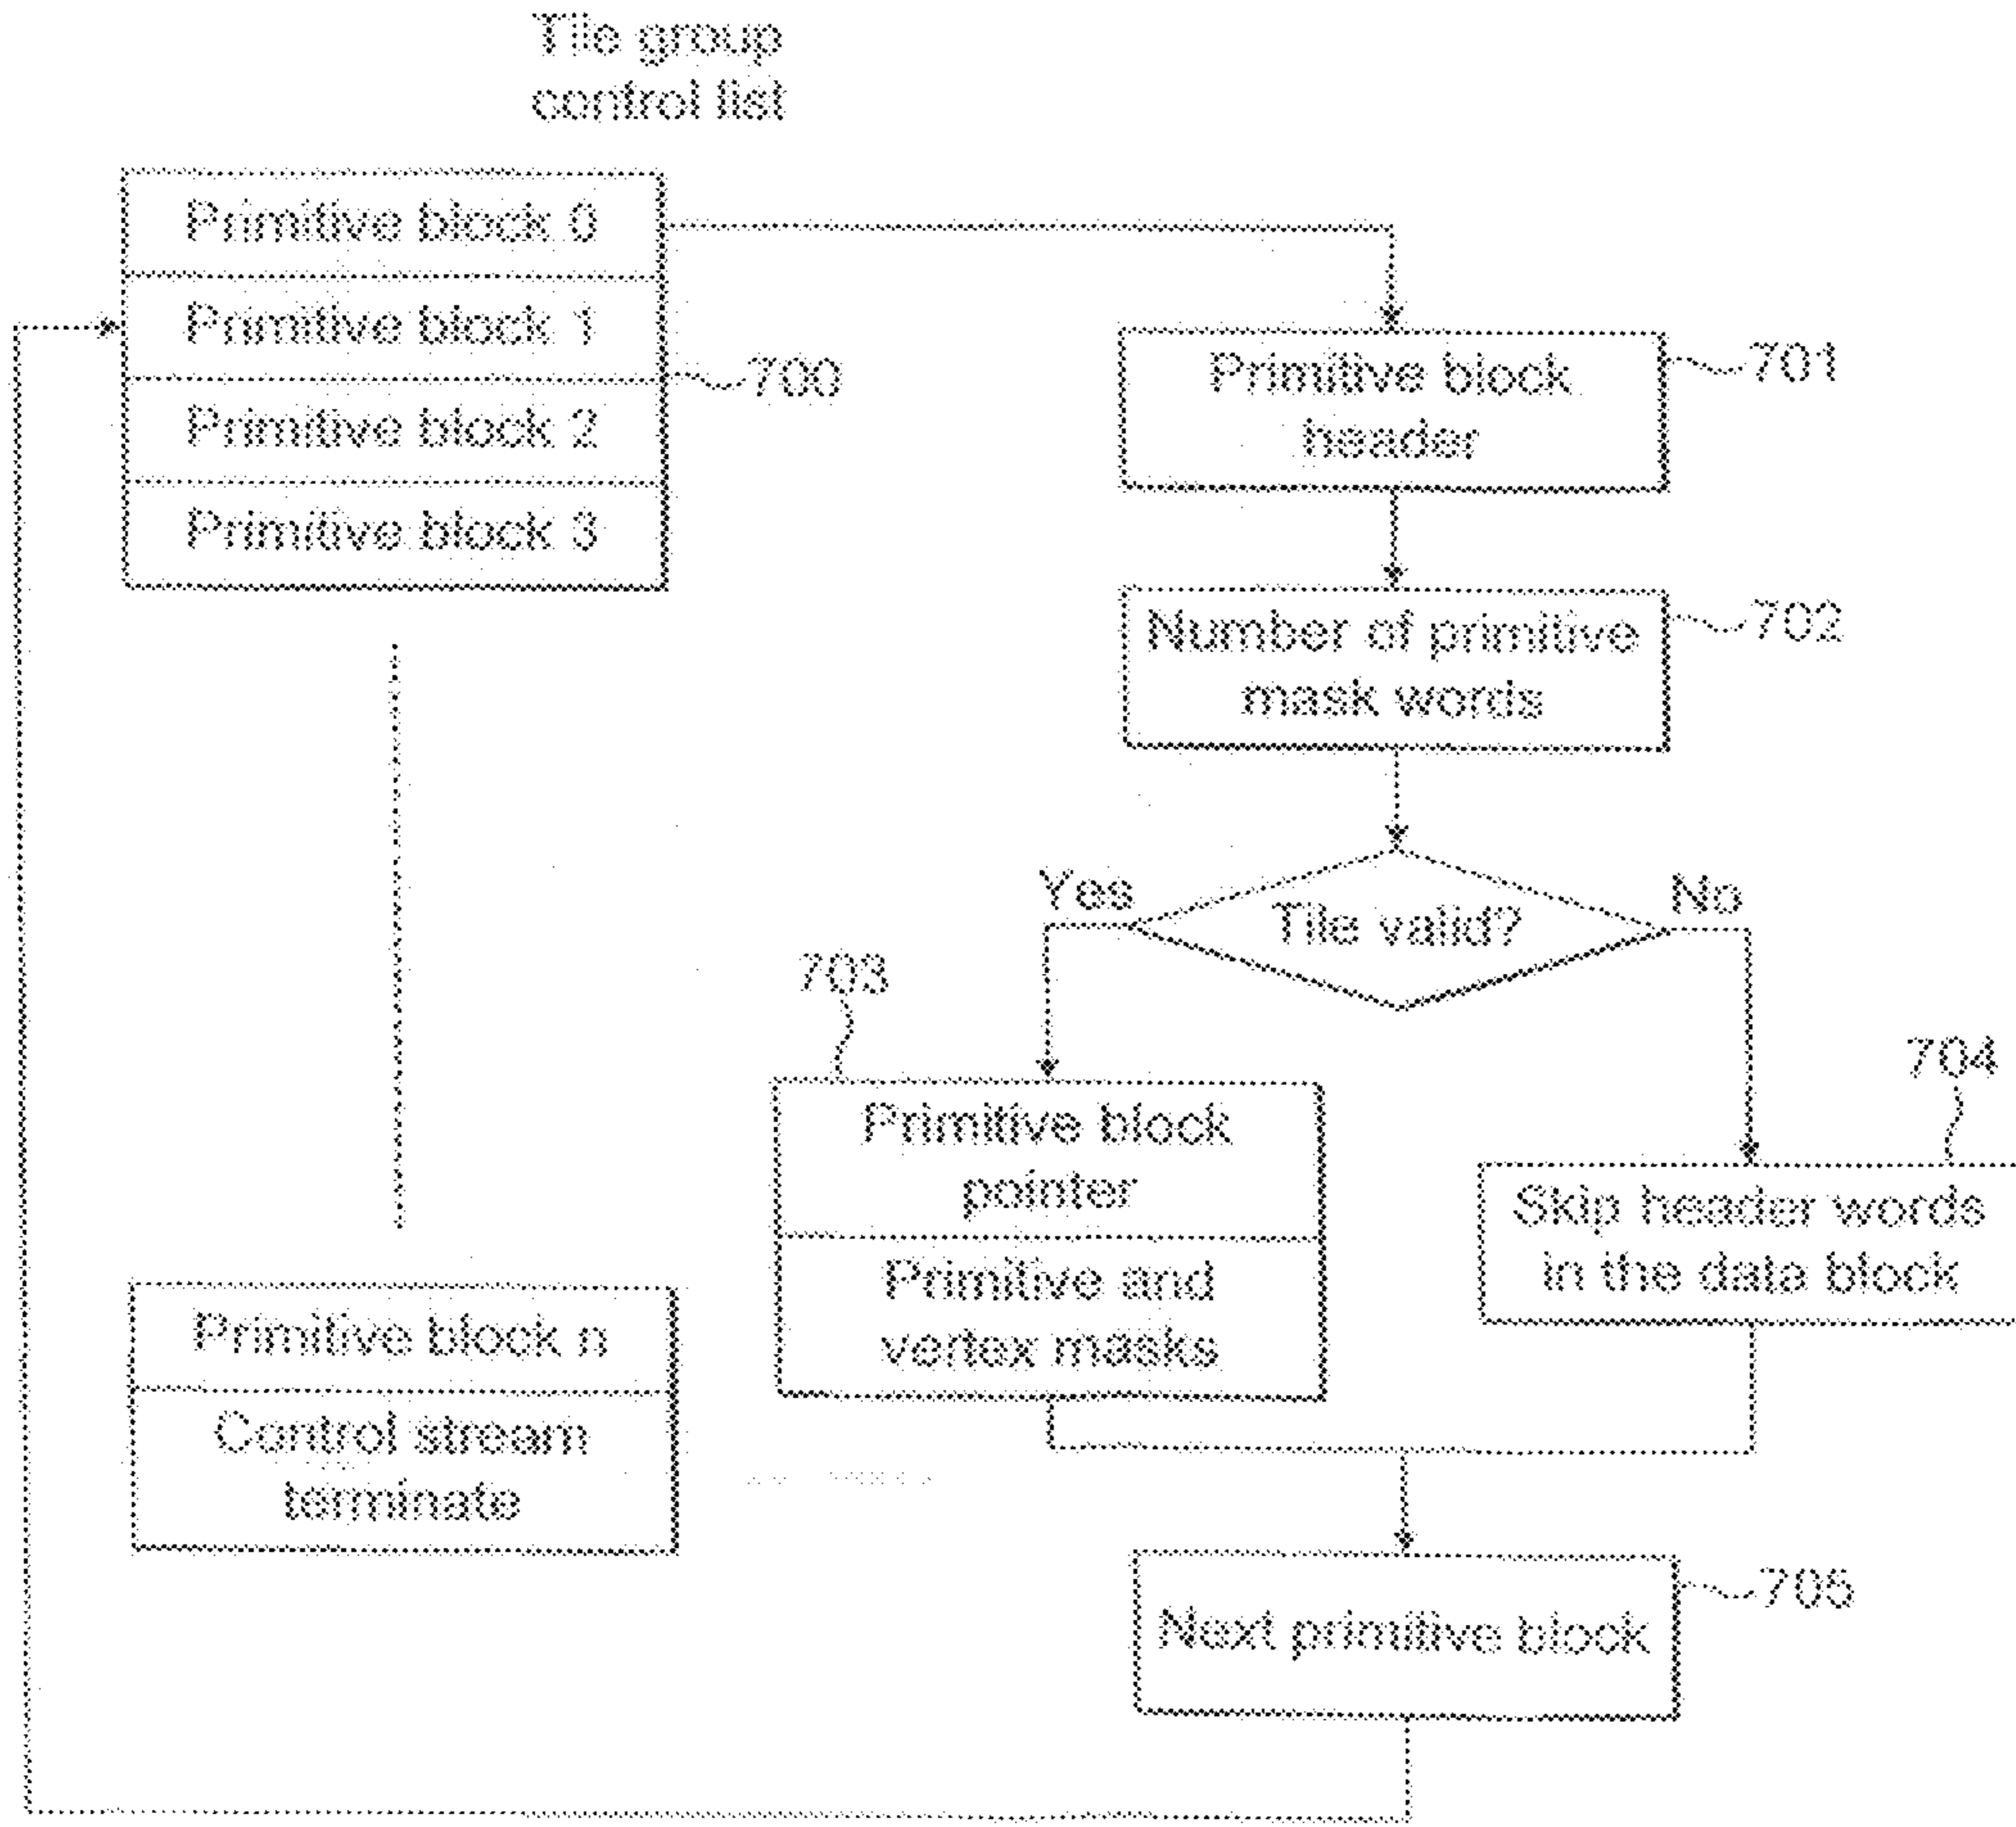 Tile group
control list
Primitive block 0
Primitive block 1
Primitive block 2
Primitive block 3
700
Primitive block
header
701
Number of primitive
mask words
702
Tile valid?
Yes
No
703
Primitive block
pointer
Primitive and
vertex masks
704
Skip header words
in the data block
Primitive block n
Control stream
terminate
Next primitive block
705